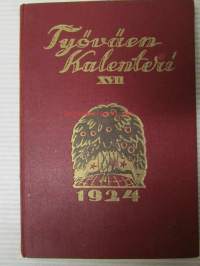 Työväen
Kalenteri
XVII
1924